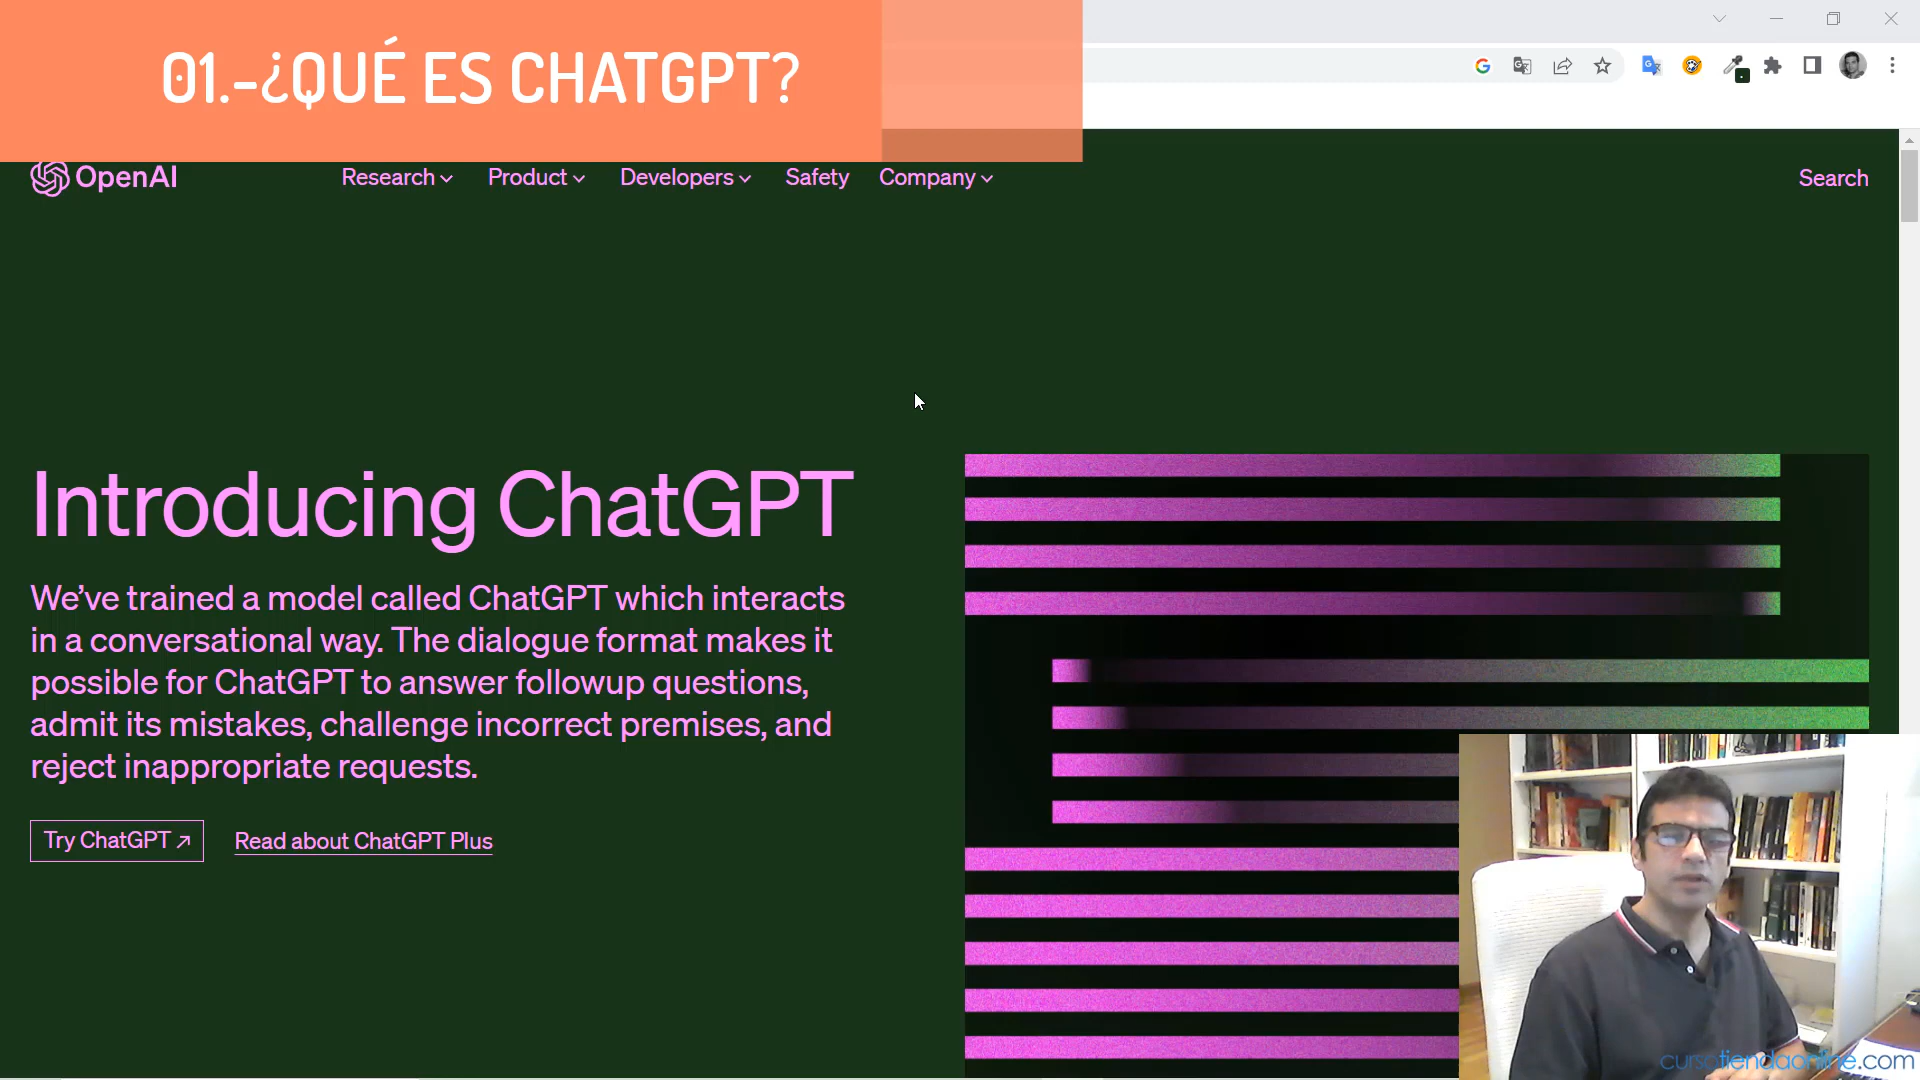 01.-¿QUÉ ES CHATGPT?
OpenAI
Research
Product
Developers
Safety
Company
Search
Introducing ChatGPT
We’ve trained a model called ChatGPT which interacts
in a conversational way. The dialogue format makes it
possible for ChatGPT to answer followup questions,
admit its mistakes, challenge incorrect premises, and
reject inappropriate requests.
Try ChatGPT ↗
Read about ChatGPT Plus
cursotiendaonline.com